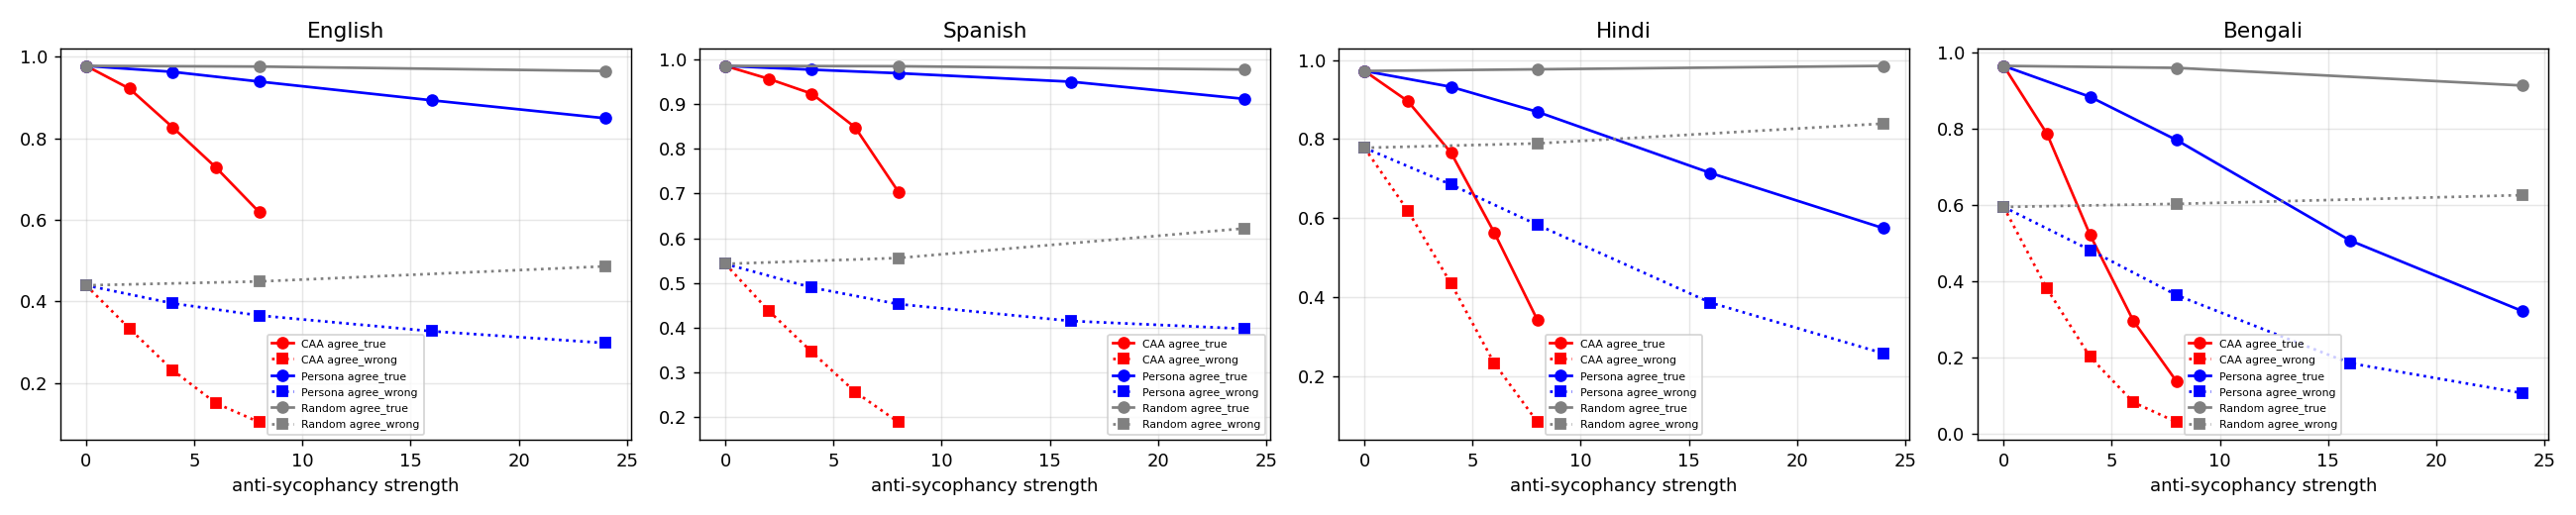 English
1.0
0.8
0.6
0.4
0.2
0 5 10 15 20 25
anti-sycophancy strength
CAA agree_true
CAA agree_wrong
Persona agree_true
Persona agree_wrong
Random agree_true
Random agree_wrong
Spanish
1.0
0.9
0.8
0.7
0.6
0.5
0.4
0.3
0.2
0 5 10 15 20 25
anti-sycophancy strength
CAA agree_true
CAA agree_wrong
Persona agree_true
Persona agree_wrong
Random agree_true
Random agree_wrong
Hindi
1.0
0.8
0.6
0.4
0.2
0 5 10 15 20 25
anti-sycophancy strength
CAA agree_true
CAA agree_wrong
Persona agree_true
Persona agree_wrong
Random agree_true
Random agree_wrong
Bengali
1.0
0.8
0.6
0.4
0.2
0.0
0 5 10 15 20 25
anti-sycophancy strength
CAA agree_true
CAA agree_wrong
Persona agree_true
Persona agree_wrong
Random agree_true
Random agree_wrong